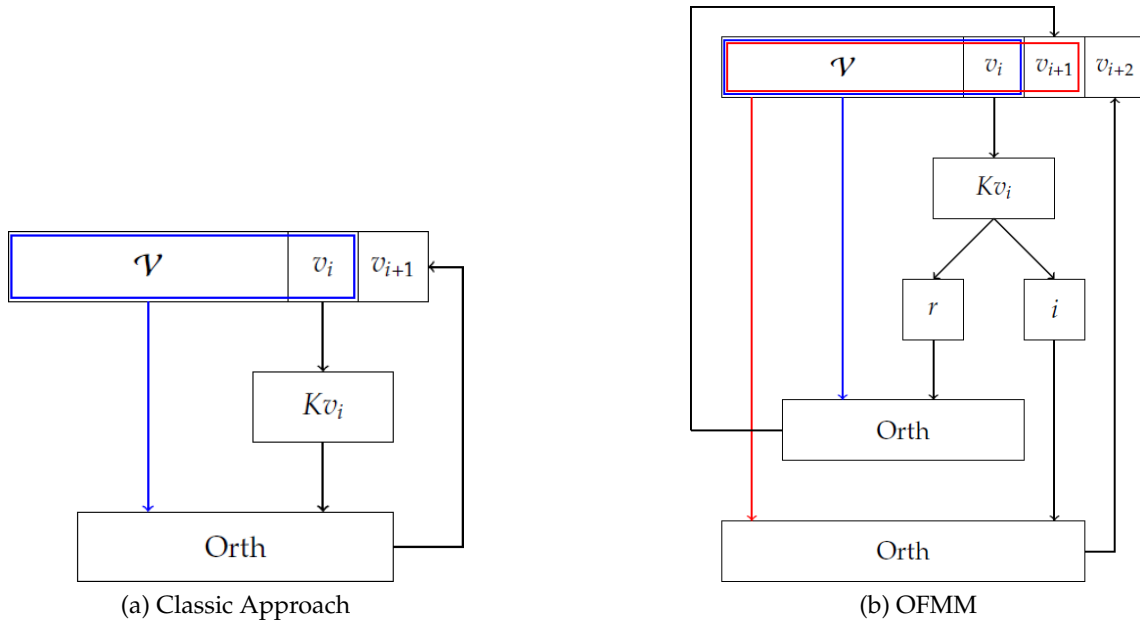 𝒱 v_i v_{i+1}
Kv_i
Orth
(a) Classic Approach
𝒱 v_i v_{i+1} v_{i+2}
Kv_i
r i
Orth
Orth
(b) OFMM